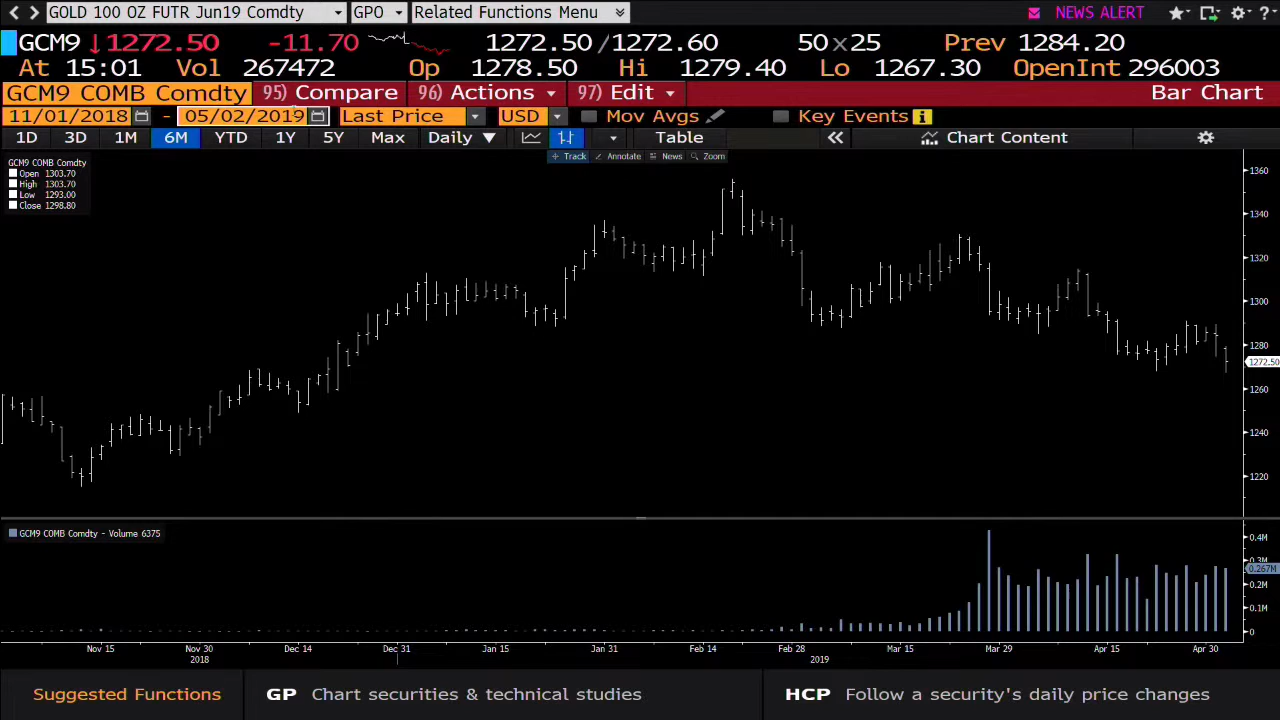 GOLD 100 OZ FUTR Jun19 Comdty GPO Related Functions Menu NEWS ALERT ?
GCM9 ↓1272.50 -11.70 1272.50 /1272.60 50 x 25 Prev 1284.20
At 15:01 Vol 267472 Op 1278.50 Hi 1279.40 Lo 1267.30 OpenInt 296003
GCM9 COMB Comdty 95) Compare 96) Actions 97) Edit Bar Chart
11/01/2018 - 05/02/2019 Last Price USD Mov Avgs Key Events
1D 3D 1M 6M YTD 1Y 5Y Max Daily ▼ Table « Chart Content
Track Annotate News Zoom
GCM9 COMB Comdty
Open 1303.70
High 1303.70
Low 1293.00
Close 1298.80
1360
1340
1320
1300
1280
1272.50
1260
1240
1220
GCM9 COMB Comdty - Volume 6375
0.4M
0.3M
0.267M
0.2M
0.1M
0
Nov 15 Nov 30 Dec 14 Dec 31 Jan 15 Jan 31 Feb 14 Feb 28 Mar 15 Mar 29 Apr 15 Apr 30
2018 2019
Suggested Functions GP Chart securities & technical studies HCP Follow a security's daily price changes